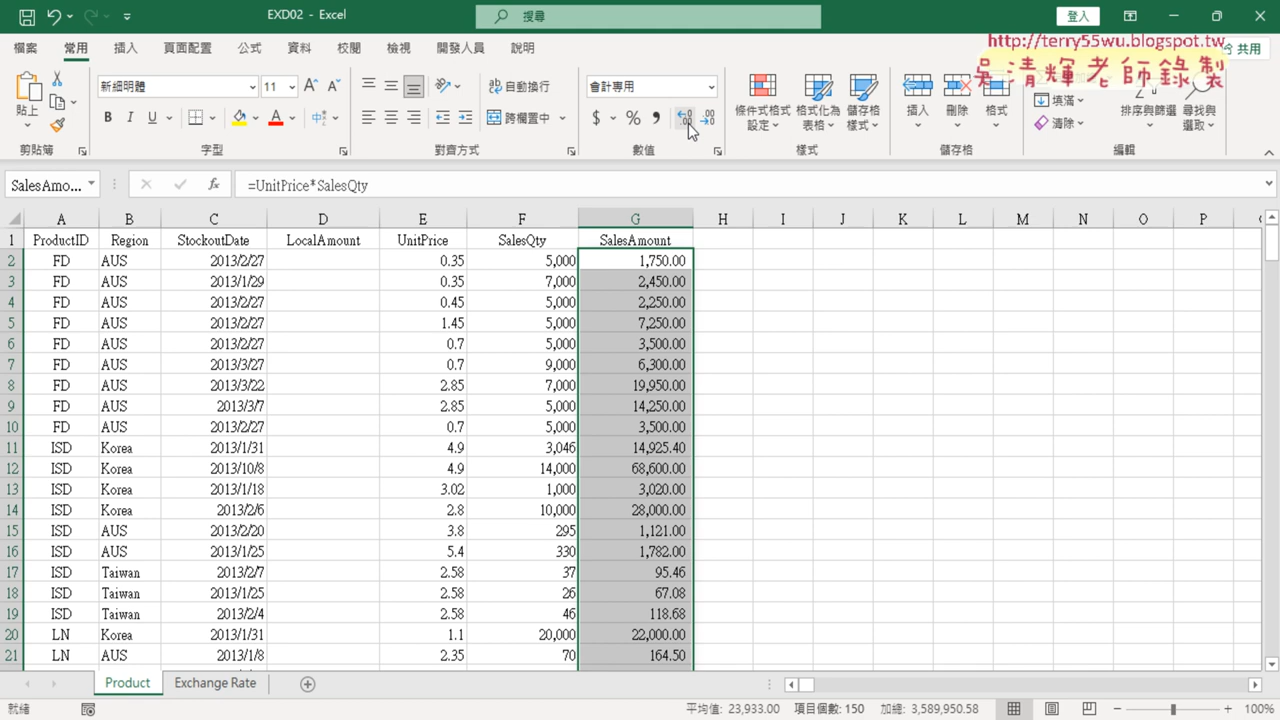 EXD02 - Excel
搜尋
登入
http://terry55wu.blogspot.tw
吳清輝老師錄製
檔案 常用 插入 頁面配置 公式 資料 校閱 檢視 開發人員 說明
共用
貼上
新細明體 11
自動換行
跨欄置中
會計專用
條件式格式設定
格式化為表格
儲存格樣式
插入
刪除
格式
填滿
清除
排序與篩選
尋找與選取
剪貼簿 字型 對齊方式 數值 樣式 儲存格 編輯
SalesAmo... =UnitPrice*SalesQty
A B C D E F G H I J K L M N O P
1 ProductID Region StockoutDate LocalAmount UnitPrice SalesQty SalesAmount
2 FD AUS 2013/2/27 0.35 5,000 1,750.00
3 FD AUS 2013/1/29 0.35 7,000 2,450.00
4 FD AUS 2013/2/27 0.45 5,000 2,250.00
5 FD AUS 2013/2/27 1.45 5,000 7,250.00
6 FD AUS 2013/2/27 0.7 5,000 3,500.00
7 FD AUS 2013/3/27 0.7 9,000 6,300.00
8 FD AUS 2013/3/22 2.85 7,000 19,950.00
9 FD AUS 2013/3/7 2.85 5,000 14,250.00
10 FD AUS 2013/2/27 0.7 5,000 3,500.00
11 ISD Korea 2013/1/31 4.9 3,046 14,925.40
12 ISD Korea 2013/10/8 4.9 14,000 68,600.00
13 ISD Korea 2013/1/18 3.02 1,000 3,020.00
14 ISD Korea 2013/2/6 2.8 10,000 28,000.00
15 ISD AUS 2013/2/20 3.8 295 1,121.00
16 ISD AUS 2013/1/25 5.4 330 1,782.00
17 ISD Taiwan 2013/2/7 2.58 37 95.46
18 ISD Taiwan 2013/1/25 2.58 26 67.08
19 ISD Taiwan 2013/2/4 2.58 46 118.68
20 LN Korea 2013/1/31 1.1 20,000 22,000.00
21 LN AUS 2013/1/8 2.35 70 164.50
Product Exchange Rate
就緒 平均值: 23,933.00 項目個數: 150 加總: 3,589,950.58 100%